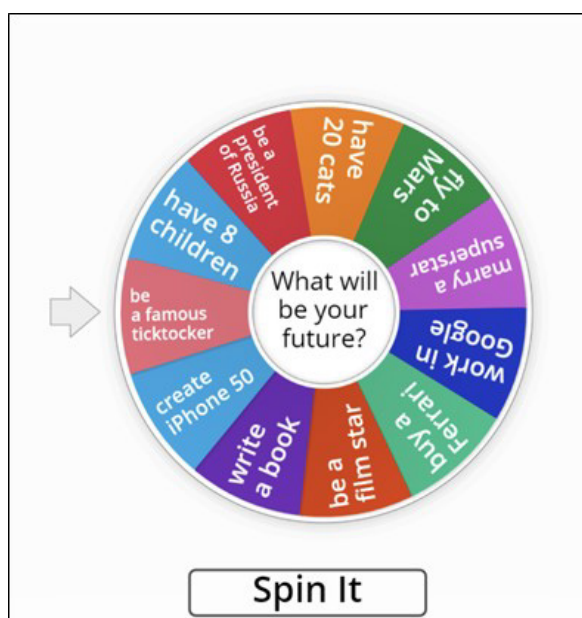 What will
be your
future?
have
20 cats
fly to
Mars
marry a
superstar
work in
Google
buy a
Ferrari
be a
film star
write
a book
create
iPhone 50
be
a famous
ticktocker
have 8
children
be a
president
of Russia
Spin It